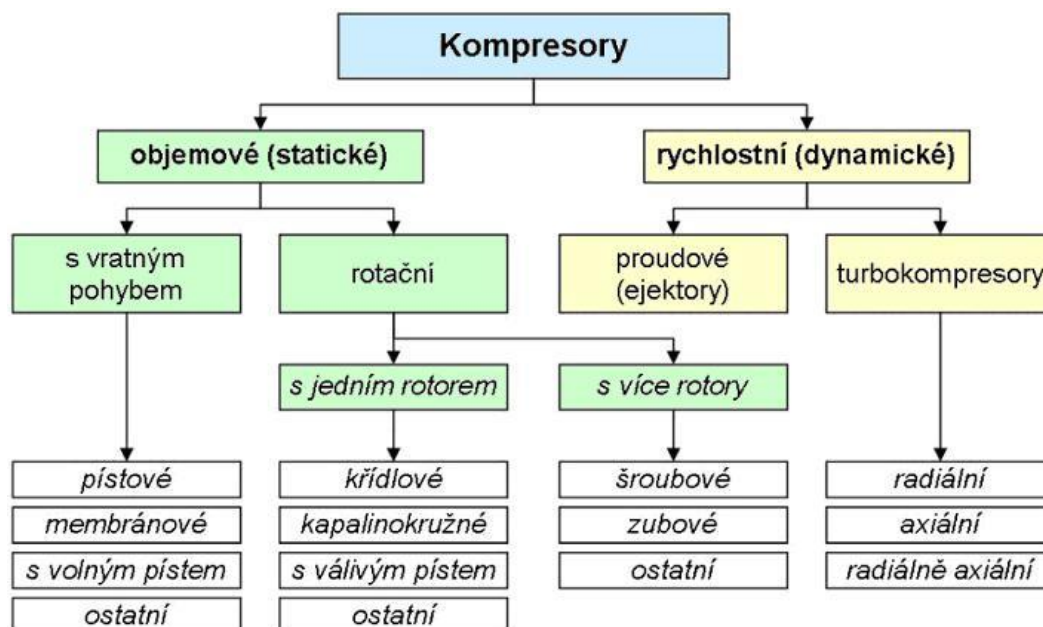 Kompresory
objemové (statické)
rychlostní (dynamické)
s vratným
pohybem
rotační
proudové
(ejektory)
turbokompresory
s jedním rotorem
s více rotory
pístové
křídlové
šroubové
radiální
membránové
kapalinokružné
zubové
axiální
s volným pístem
s válivým pístem
ostatní
radiálně axiální
ostatní
ostatní